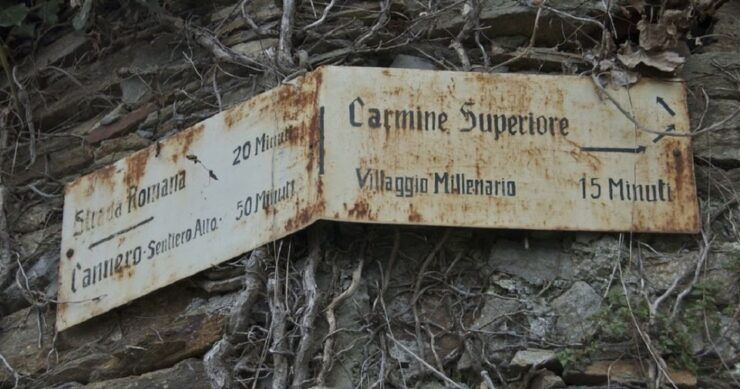 Strada Romana 20 Minuti
Cannero-Sentiero Alto. 50 Minuti
Carmine Superiore
Villaggio Millenario 15 Minuti